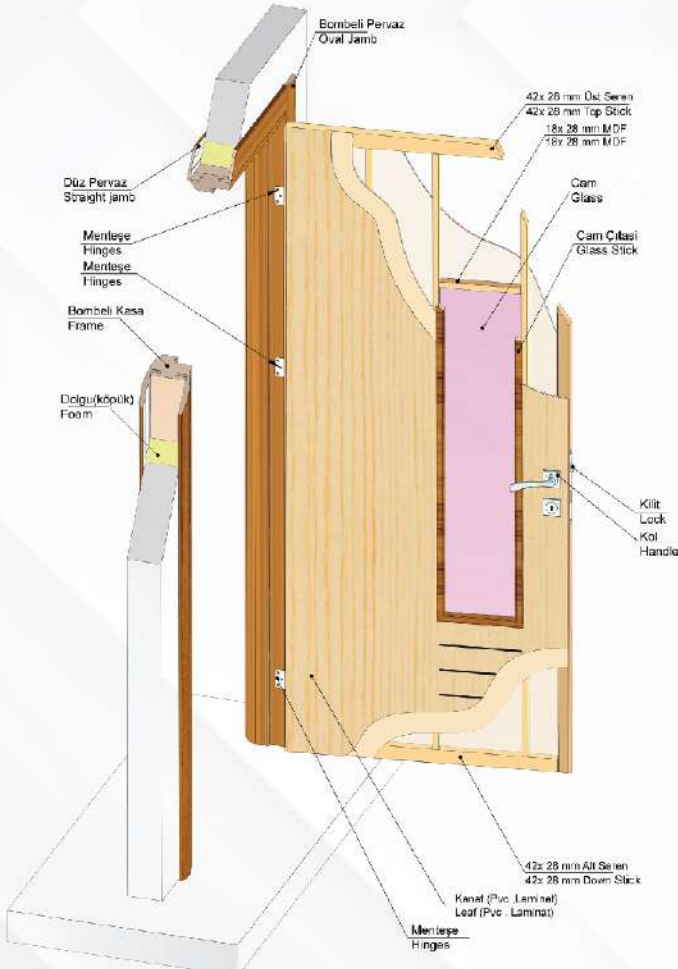 Bombeli Pervaz
Oval Jamb
42x 28 mm Üst Seren
42x 28 mm Top Stick
18x 28 mm MDF
18x 28 mm MDF
Düz Pervaz
Straight jamb
Cam
Glass
Menteşe
Hinges
Cam Çıtasi
Glass Stick
Menteşe
Hinges
Bombeli Kasa
Frame
Dolgu(köpük)
Foam
Kilit
Lock
Kol
Handle
42x 28 mm Alt Seren
42x 28 mm Down Stick
Kanat (Pvc ,Laminat)
Leaf (Pvc , Laminat)
Menteşe
Hinges